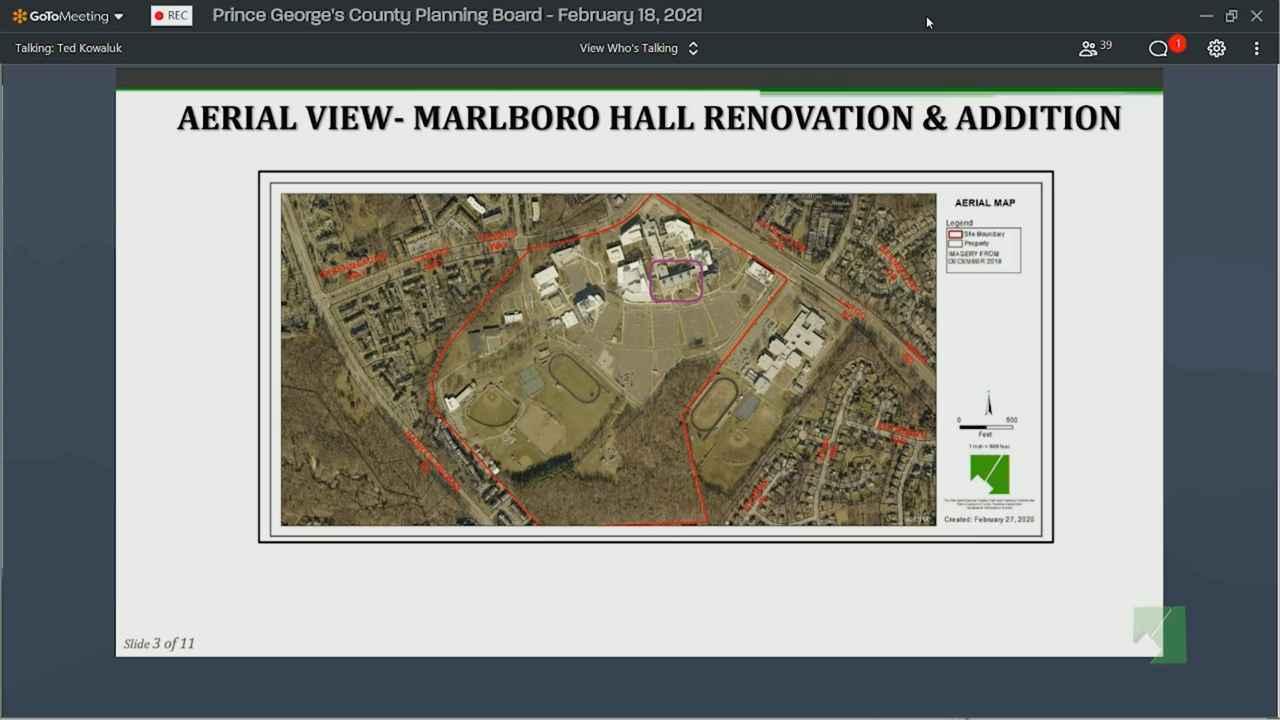 GoToMeeting
REC
Prince George's County Planning Board - February 18, 2021
Talking: Ted Kowaluk
View Who's Talking
39
1
AERIAL VIEW- MARLBORO HALL RENOVATION & ADDITION
AERIAL MAP
Legend
Site Boundary
Property
IMAGERY FROM
DECEMBER 2018
0 500
Feet
Created: February 27, 2020
LARGO
RD
Slide 3 of 11